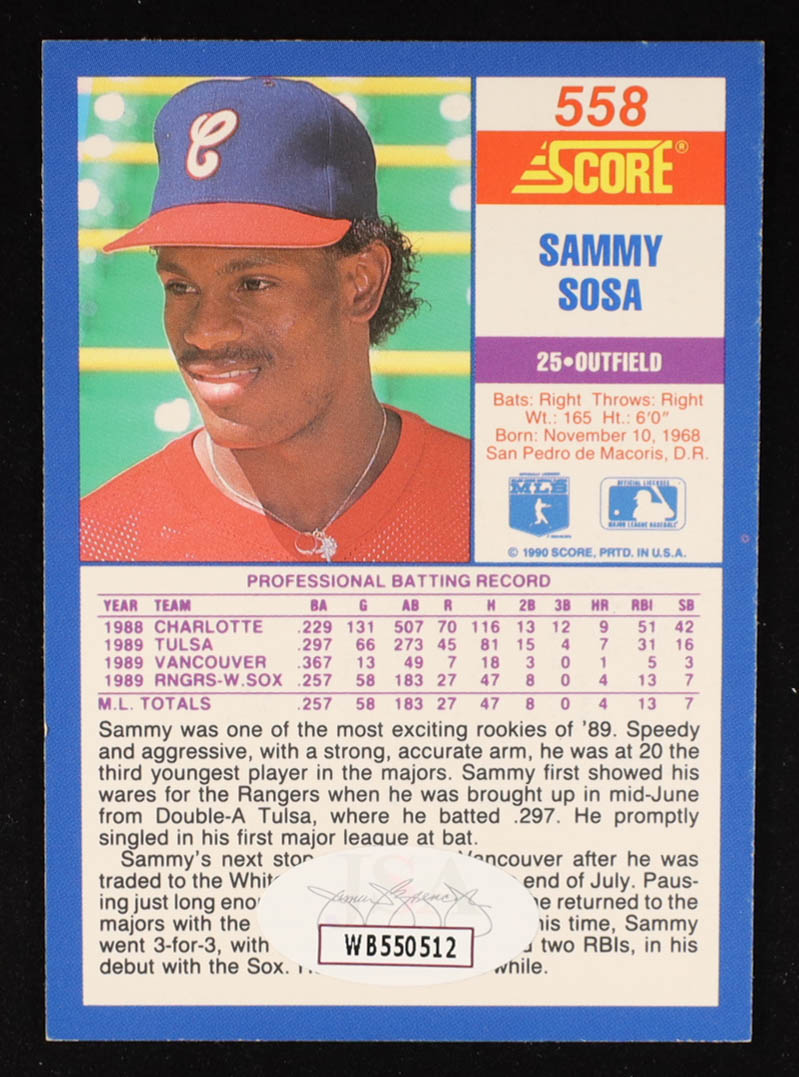 C
558
SCORE®
SAMMY
SOSA
25•OUTFIELD
Bats: Right Throws: Right
Wt.: 165 Ht.: 6'0"
Born: November 10, 1968
San Pedro de Macoris, D.R.
OFFICIAL LICENSEE
MAJOR LEAGUE BASEBALL
© 1990 SCORE, PRTD. IN U.S.A.
PROFESSIONAL BATTING RECORD
YEAR TEAM BA G AB R H 2B 3B HR RBI SB
1988 CHARLOTTE .229 131 507 70 116 13 12 9 51 42
1989 TULSA .297 66 273 45 81 15 4 7 31 16
1989 VANCOUVER .367 13 49 7 18 3 0 1 5 3
1989 RNGRS-W.SOX .257 58 183 27 47 8 0 4 13 7
M.L. TOTALS .257 58 183 27 47 8 0 4 13 7
Sammy was one of the most exciting rookies of '89. Speedy
and aggressive, with a strong, accurate arm, he was at 20 the
third youngest player in the majors. Sammy first showed his
wares for the Rangers when he was brought up in mid-June
from Double-A Tulsa, where he batted .297. He promptly
singled in his first major league at bat.
Sammy's next stop Vancouver after he was
traded to the White end of July. Paus-
ing just long enou he returned to the
majors with the his time, Sammy
went 3-for-3, with two RBIs, in his
debut with the Sox. while.
JSA
WB550512